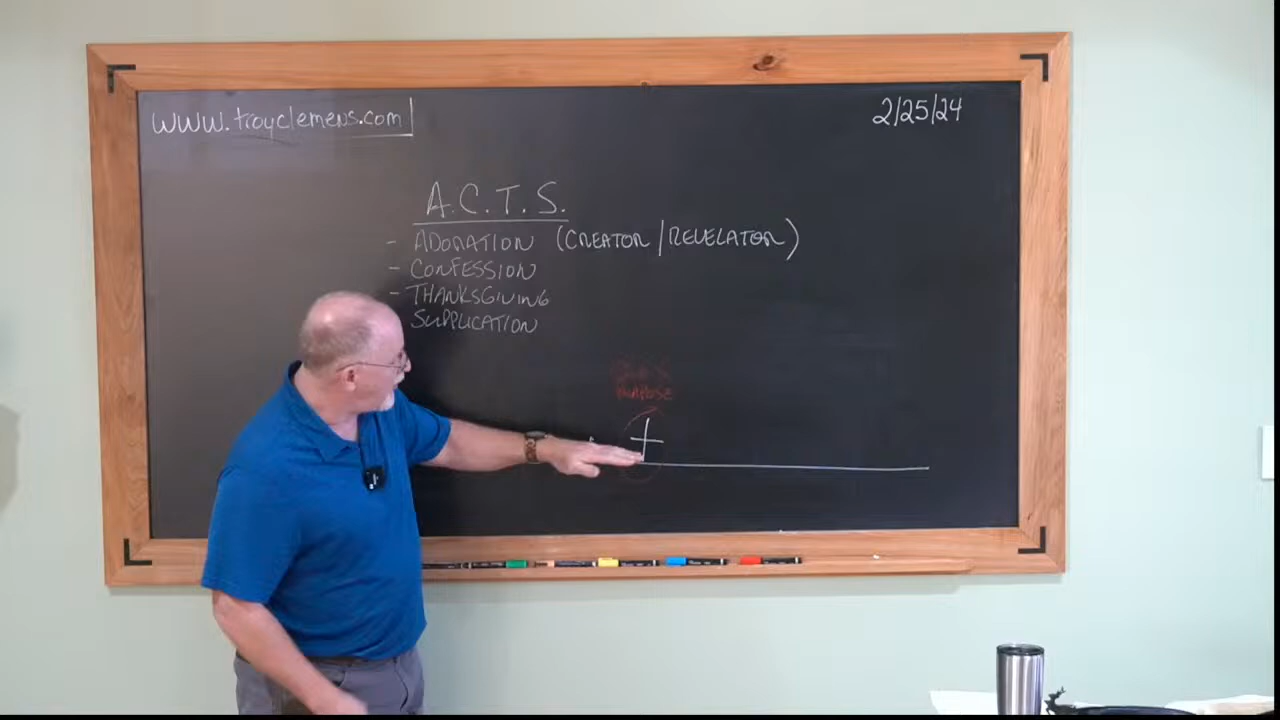 www.troyclemens.com
2/25/24
A.C.T.S.
- ADORATION (CREATOR/REVELATOR)
- CONFESSION
- THANKSGIVING
SUPPLICATION